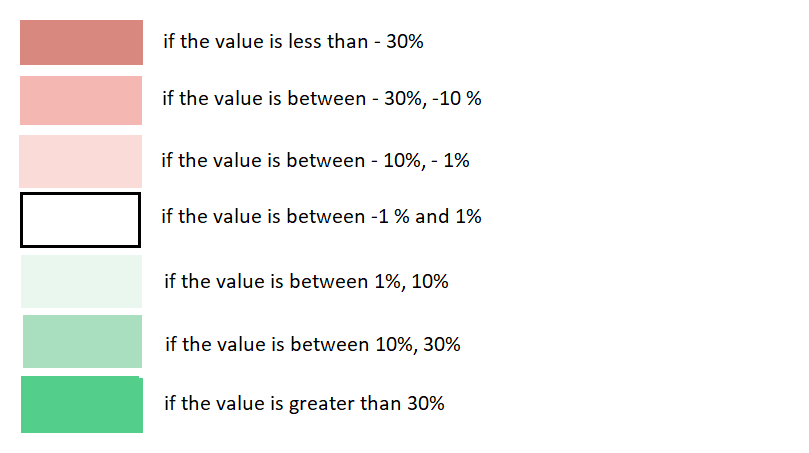 if the value is less than - 30%
if the value is between - 30%, -10 %
if the value is between - 10%, - 1%
if the value is between -1 % and 1%
if the value is between 1%, 10%
if the value is between 10%, 30%
if the value is greater than 30%